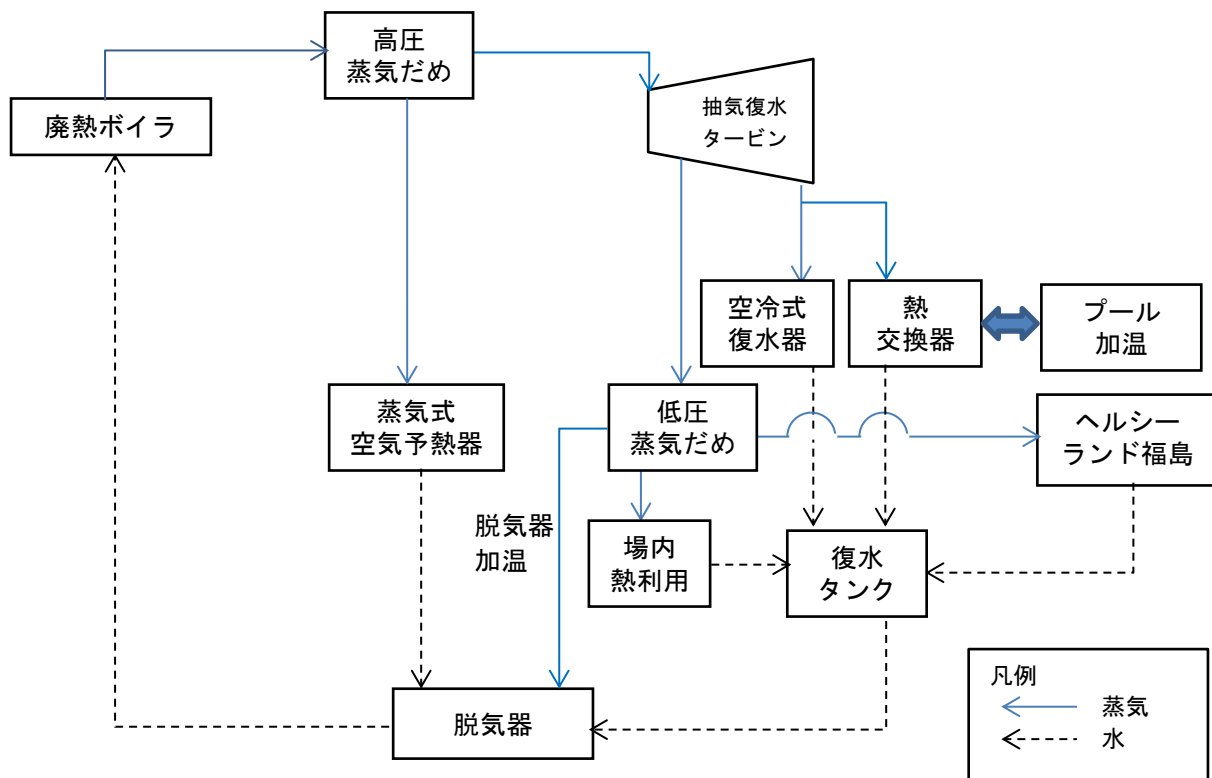 高圧
蒸気だめ
廃熱ボイラ
抽気復水
タービン
空冷式
復水器
熱
交換器
プール
加温
蒸気式
空気予熱器
低圧
蒸気だめ
ヘルシー
ランド福島
脱気器
加温
場内
熱利用
復水
タンク
脱気器
凡例
蒸気
水